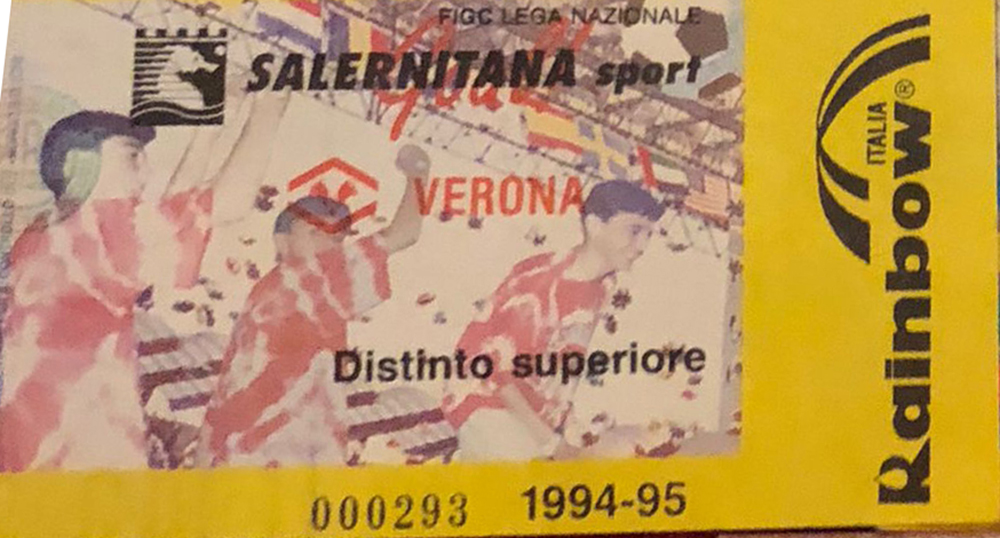 FIGC LEGA NAZIONALE
SALERNITANA sport
Goal
VERONA
Distinto superiore
000293 1994-95
Rainbow®
ITALIA